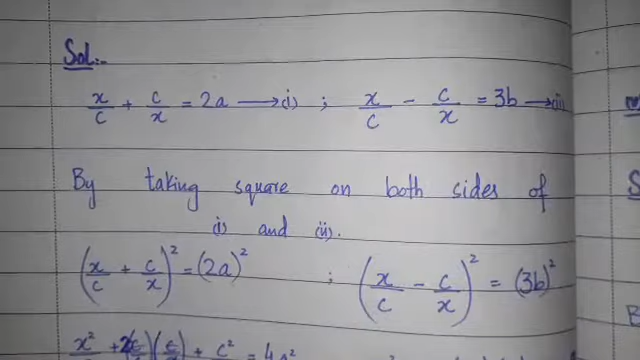 Sol:-
x/c + c/x = 2a → (i) ; x/c - c/x = 3b → (ii)
By taking square on both sides of
(i) and (ii).
(x/c + c/x)² = (2a)² ; (x/c - c/x)² = (3b)²
= 4a²